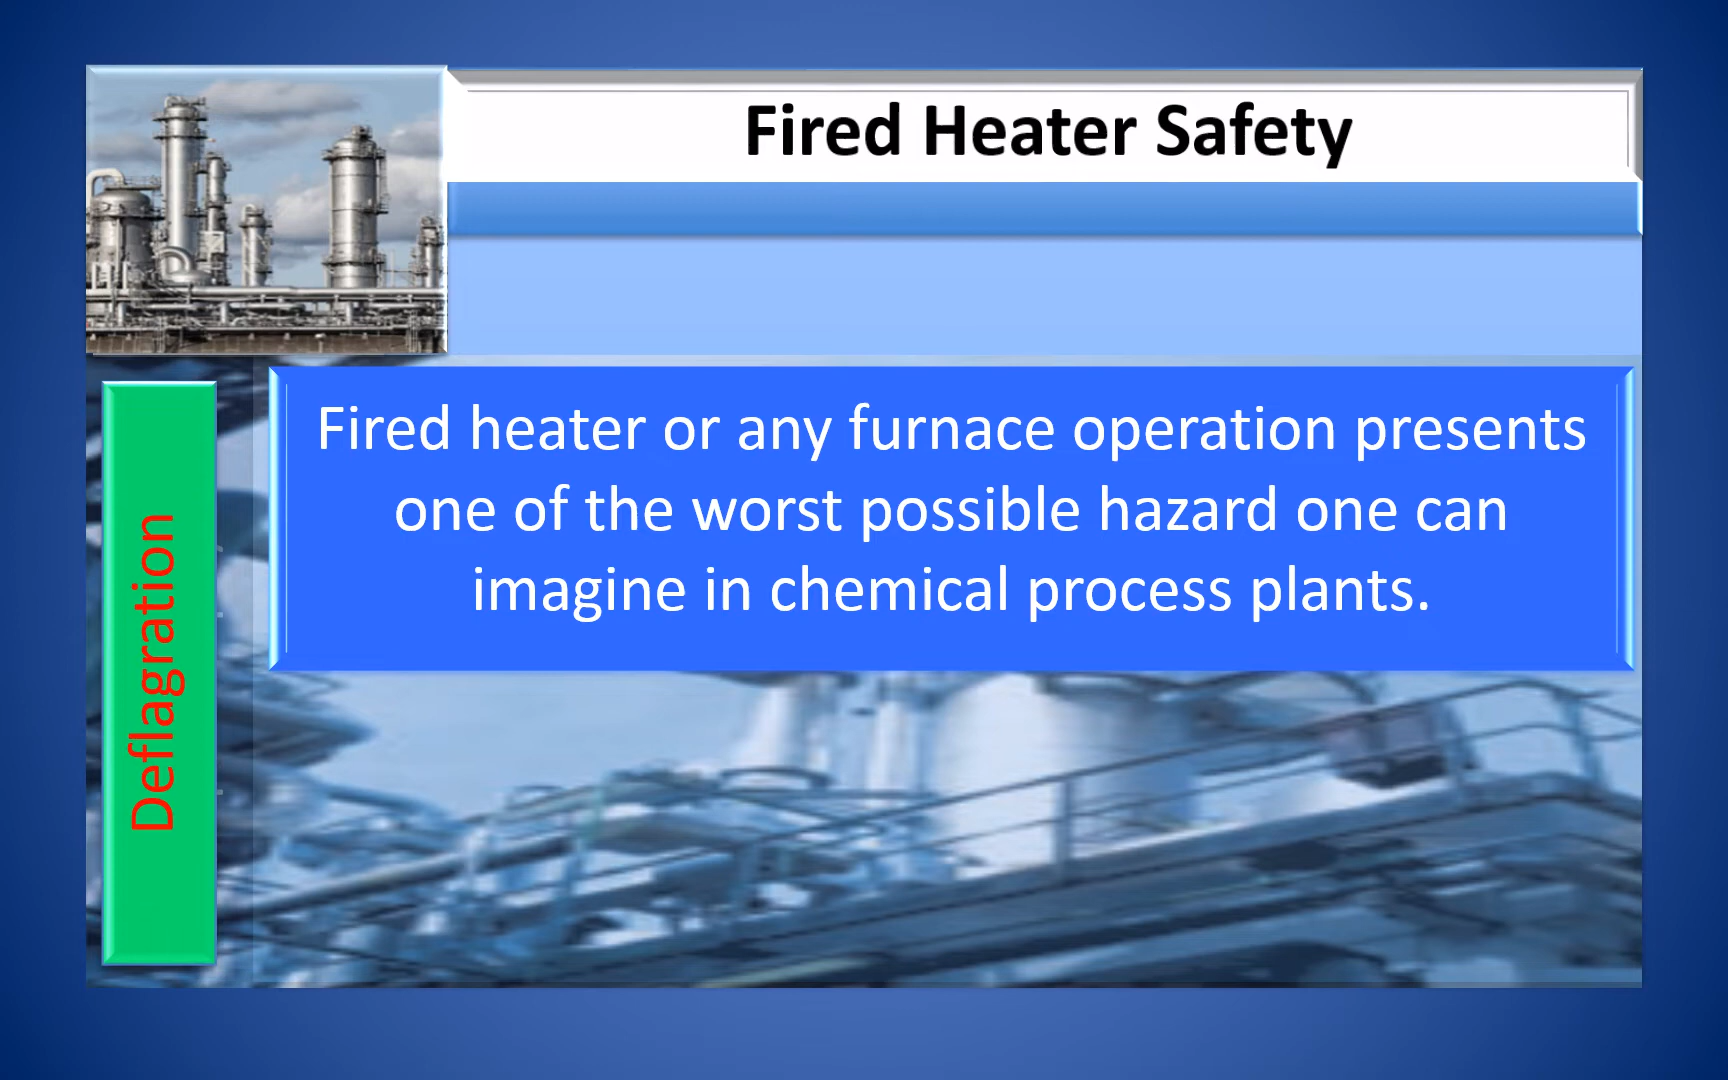 Fired Heater Safety
Deflagration
Fired heater or any furnace operation presents
one of the worst possible hazard one can
imagine in chemical process plants.